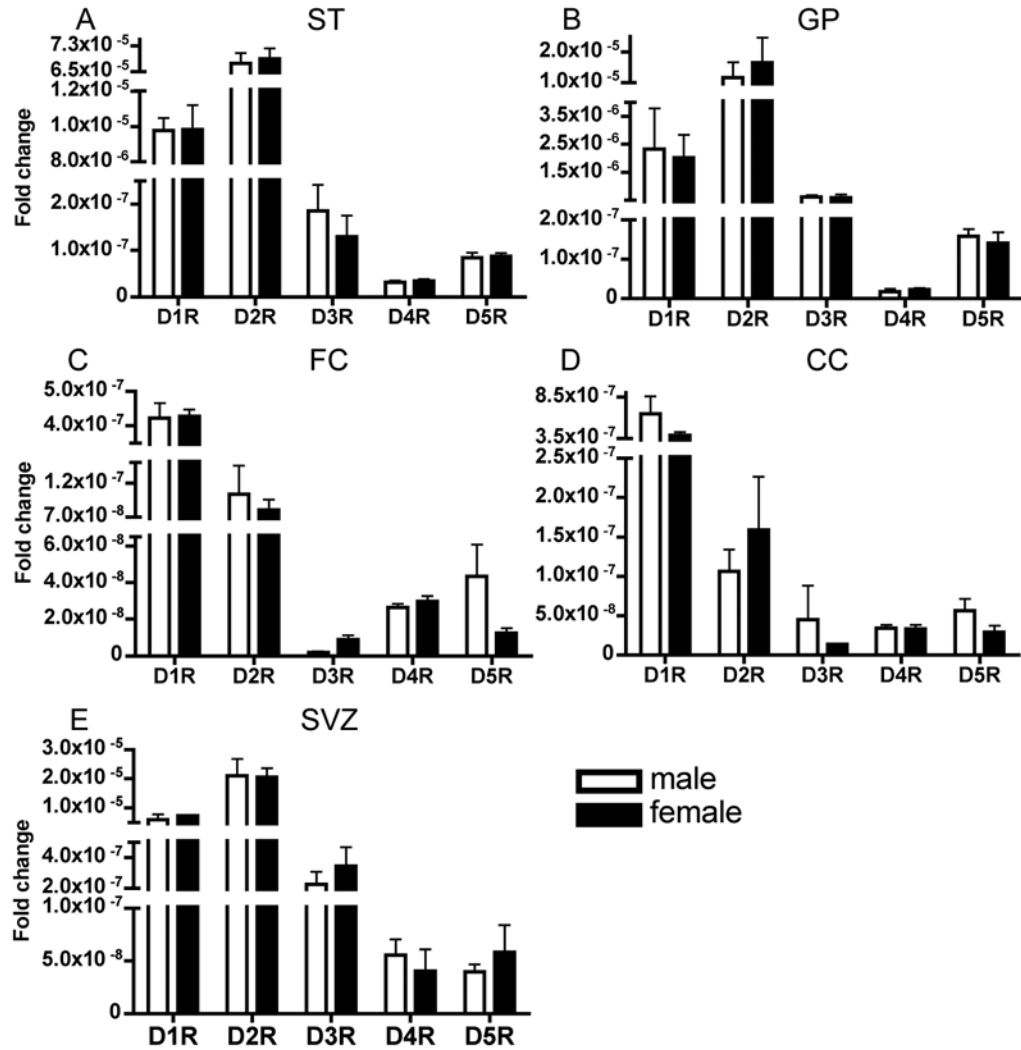 A ST
Fold change
7.3x10 -5
6.5x10 -5
1.2x10 -5
1.0x10 -5
8.0x10 -6
2.0x10 -7
1.0x10 -7
0
D1R D2R D3R D4R D5R
B GP
2.0x10 -5
1.0x10 -5
3.5x10 -6
2.5x10 -6
1.5x10 -6
2.0x10 -7
1.0x10 -7
0
D1R D2R D3R D4R D5R
C FC
Fold change
5.0x10 -7
4.0x10 -7
1.2x10 -7
7.0x10 -8
6.0x10 -8
4.0x10 -8
2.0x10 -8
0
D1R D2R D3R D4R D5R
D CC
8.5x10 -7
3.5x10 -7
2.5x10 -7
2.0x10 -7
1.5x10 -7
1.0x10 -7
5.0x10 -8
0
D1R D2R D3R D4R D5R
E SVZ
Fold change
3.0x10 -5
2.0x10 -5
1.0x10 -5
4.0x10 -7
2.0x10 -7
1.0x10 -7
5.0x10 -8
0
D1R D2R D3R D4R D5R
male
female